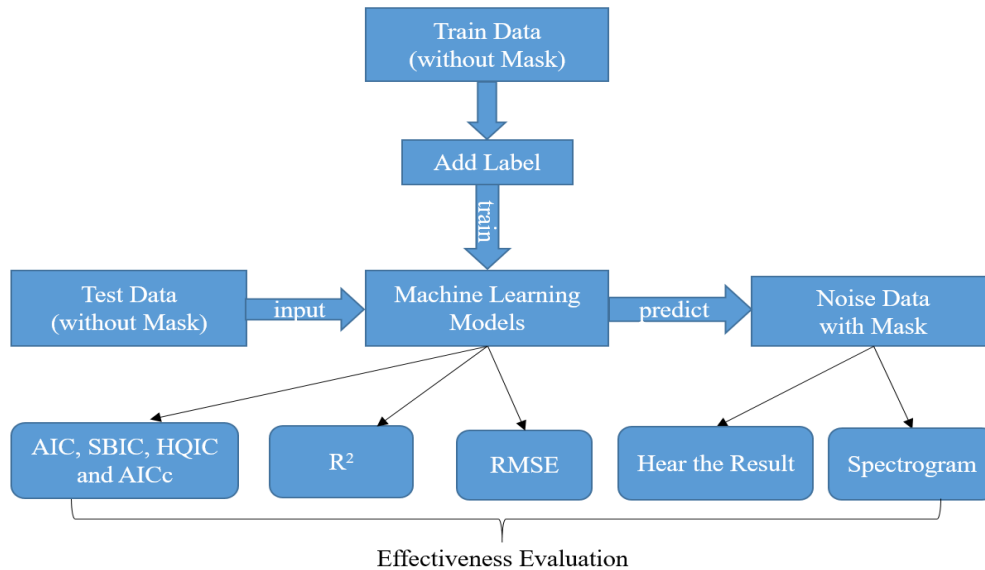 Train Data
(without Mask)
Add Label
train
Test Data
(without Mask)
input
Machine Learning
Models
predict
Noise Data
with Mask
AIC, SBIC, HQIC
and AICc
R²
RMSE
Hear the Result
Spectrogram
Effectiveness Evaluation